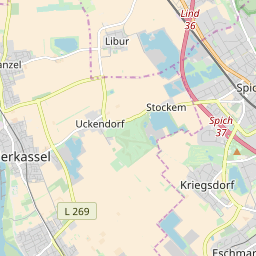 Lind
36
Libur
anzel
Spic
Stockem
Uckendorf
Spich
37
erkassel
Kriegsdorf
L 269
Eschmar